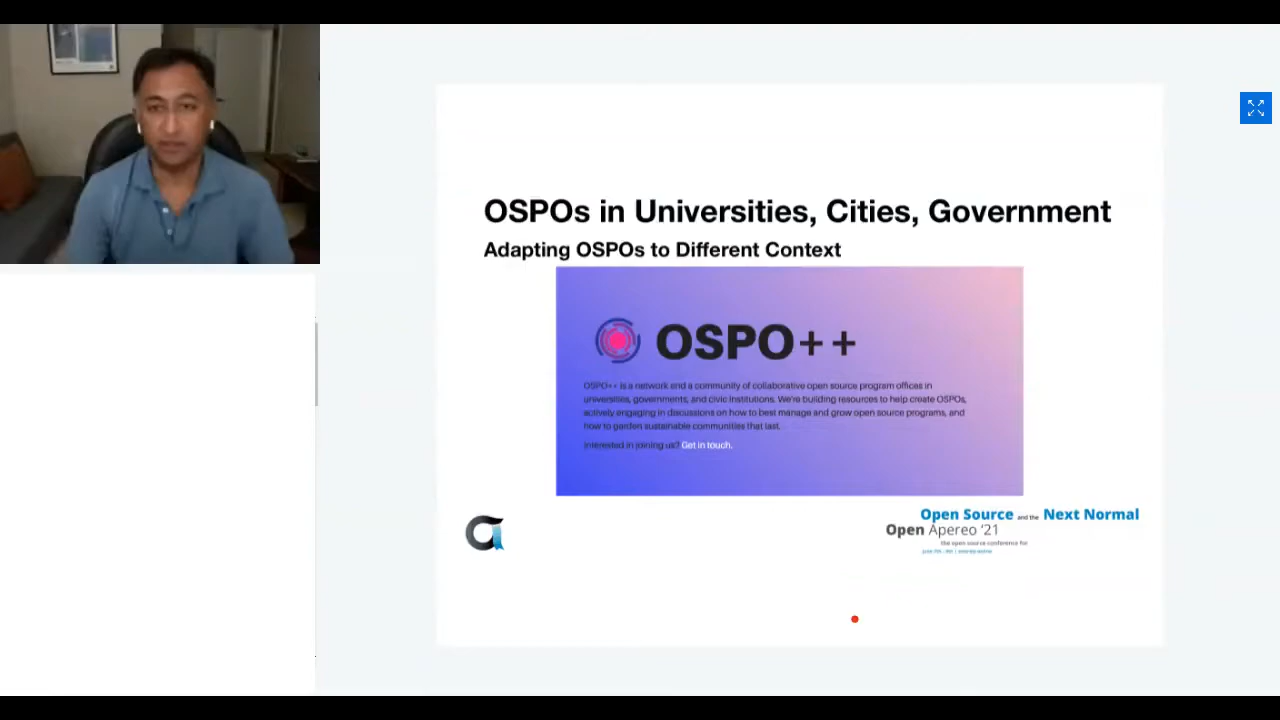 OSPOs in Universities, Cities, Government
Adapting OSPOs to Different Context
OSPO++
OSPO++ is a network and a community of collaborative open source program offices in
universities, governments, and civic institutions. We're building resources to help create OSPOs,
actively engaging in discussions on how to best manage and grow open source programs, and
how to garden sustainable communities that last.
Interested in joining us? Get in touch.
Open Source and the Next Normal
Open Apereo '21
the open source conference for